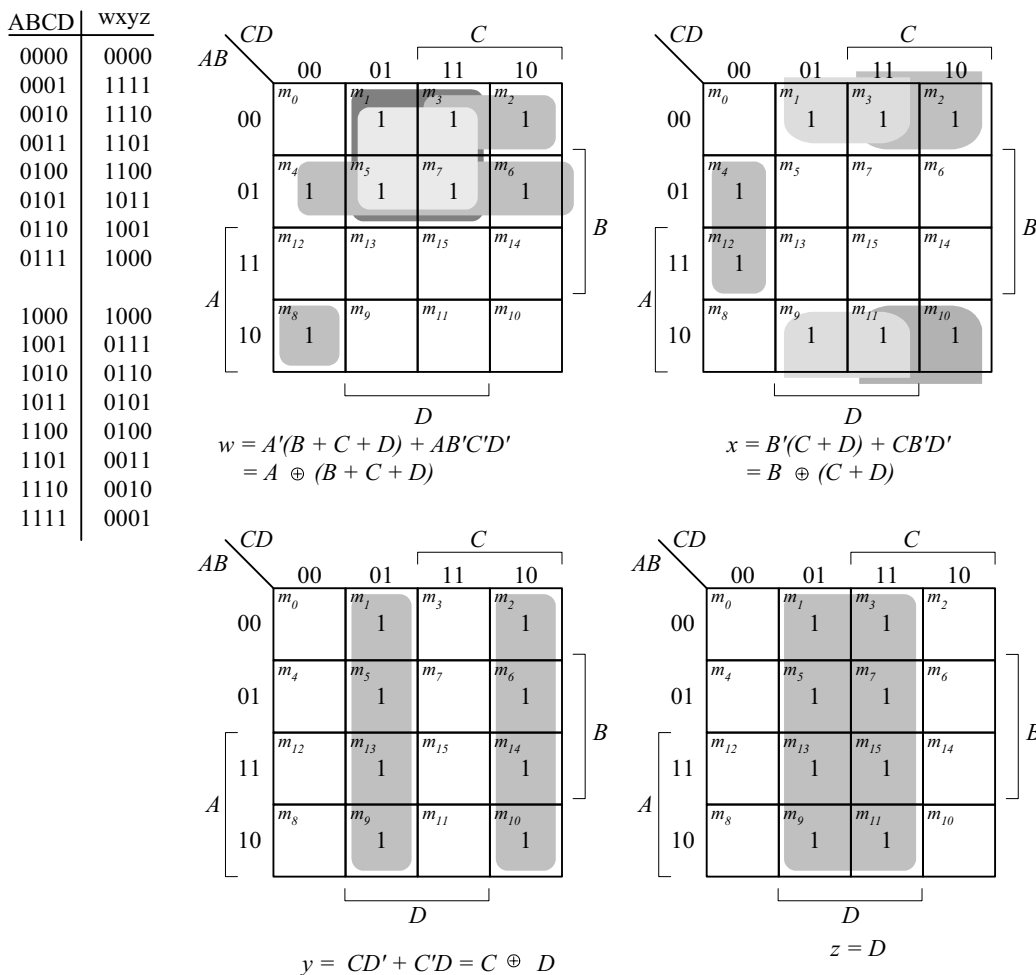 ABCD wxyz
0000 0000
0001 1111
0010 1110
0011 1101
0100 1100
0101 1011
0110 1001
0111 1000
1000 1000
1001 0111
1010 0110
1011 0101
1100 0100
1101 0011
1110 0010
1111 0001
CD C
AB 00 01 11 10
m0 m1 m3 m2
00 1 1 1
m4 m5 m7 m6
01 1 1 1 1 B
m12 m13 m15 m14
A 11
m8 m9 m11 m10
10 1
D
w = A'(B + C + D) + AB'C'D'
= A ⊕ (B + C + D)
CD C
AB 00 01 11 10
m0 m1 m3 m2
00 1 1 1
m4 m5 m7 m6
01 1 B
m12 m13 m15 m14
A 11 1
m8 m9 m11 m10
10 1 1 1
D
x = B'(C + D) + CB'D'
= B ⊕ (C + D)
CD C
AB 00 01 11 10
m0 m1 m3 m2
00 1 1
m4 m5 m7 m6
01 1 1 B
m12 m13 m15 m14
A 11 1 1
m8 m9 m11 m10
10 1 1
D
y = CD' + C'D = C ⊕ D
CD C
AB 00 01 11 10
m0 m1 m3 m2
00 1 1
m4 m5 m7 m6
01 1 1 B
m12 m13 m15 m14
A 11 1 1
m8 m9 m11 m10
10 1 1
D
z = D